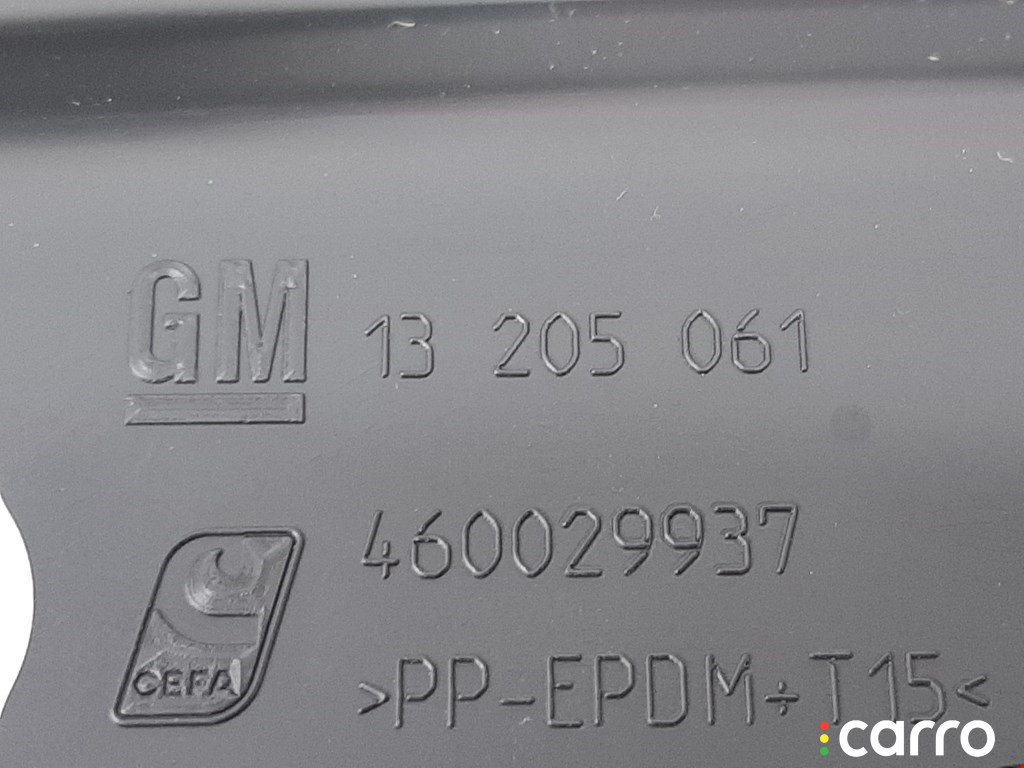 GM 13 205 061
460029937
CEFA >PP-EPDM÷T15<
carro